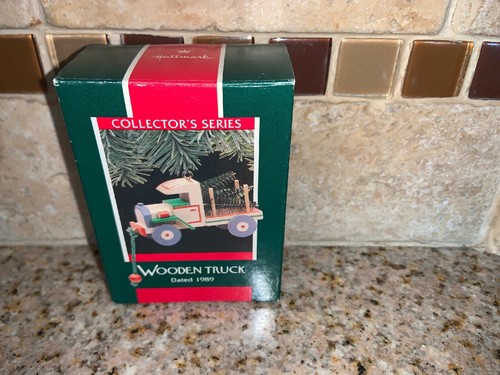 Hallmark
COLLECTOR'S SERIES
WOODEN TRUCK
Dated 1989